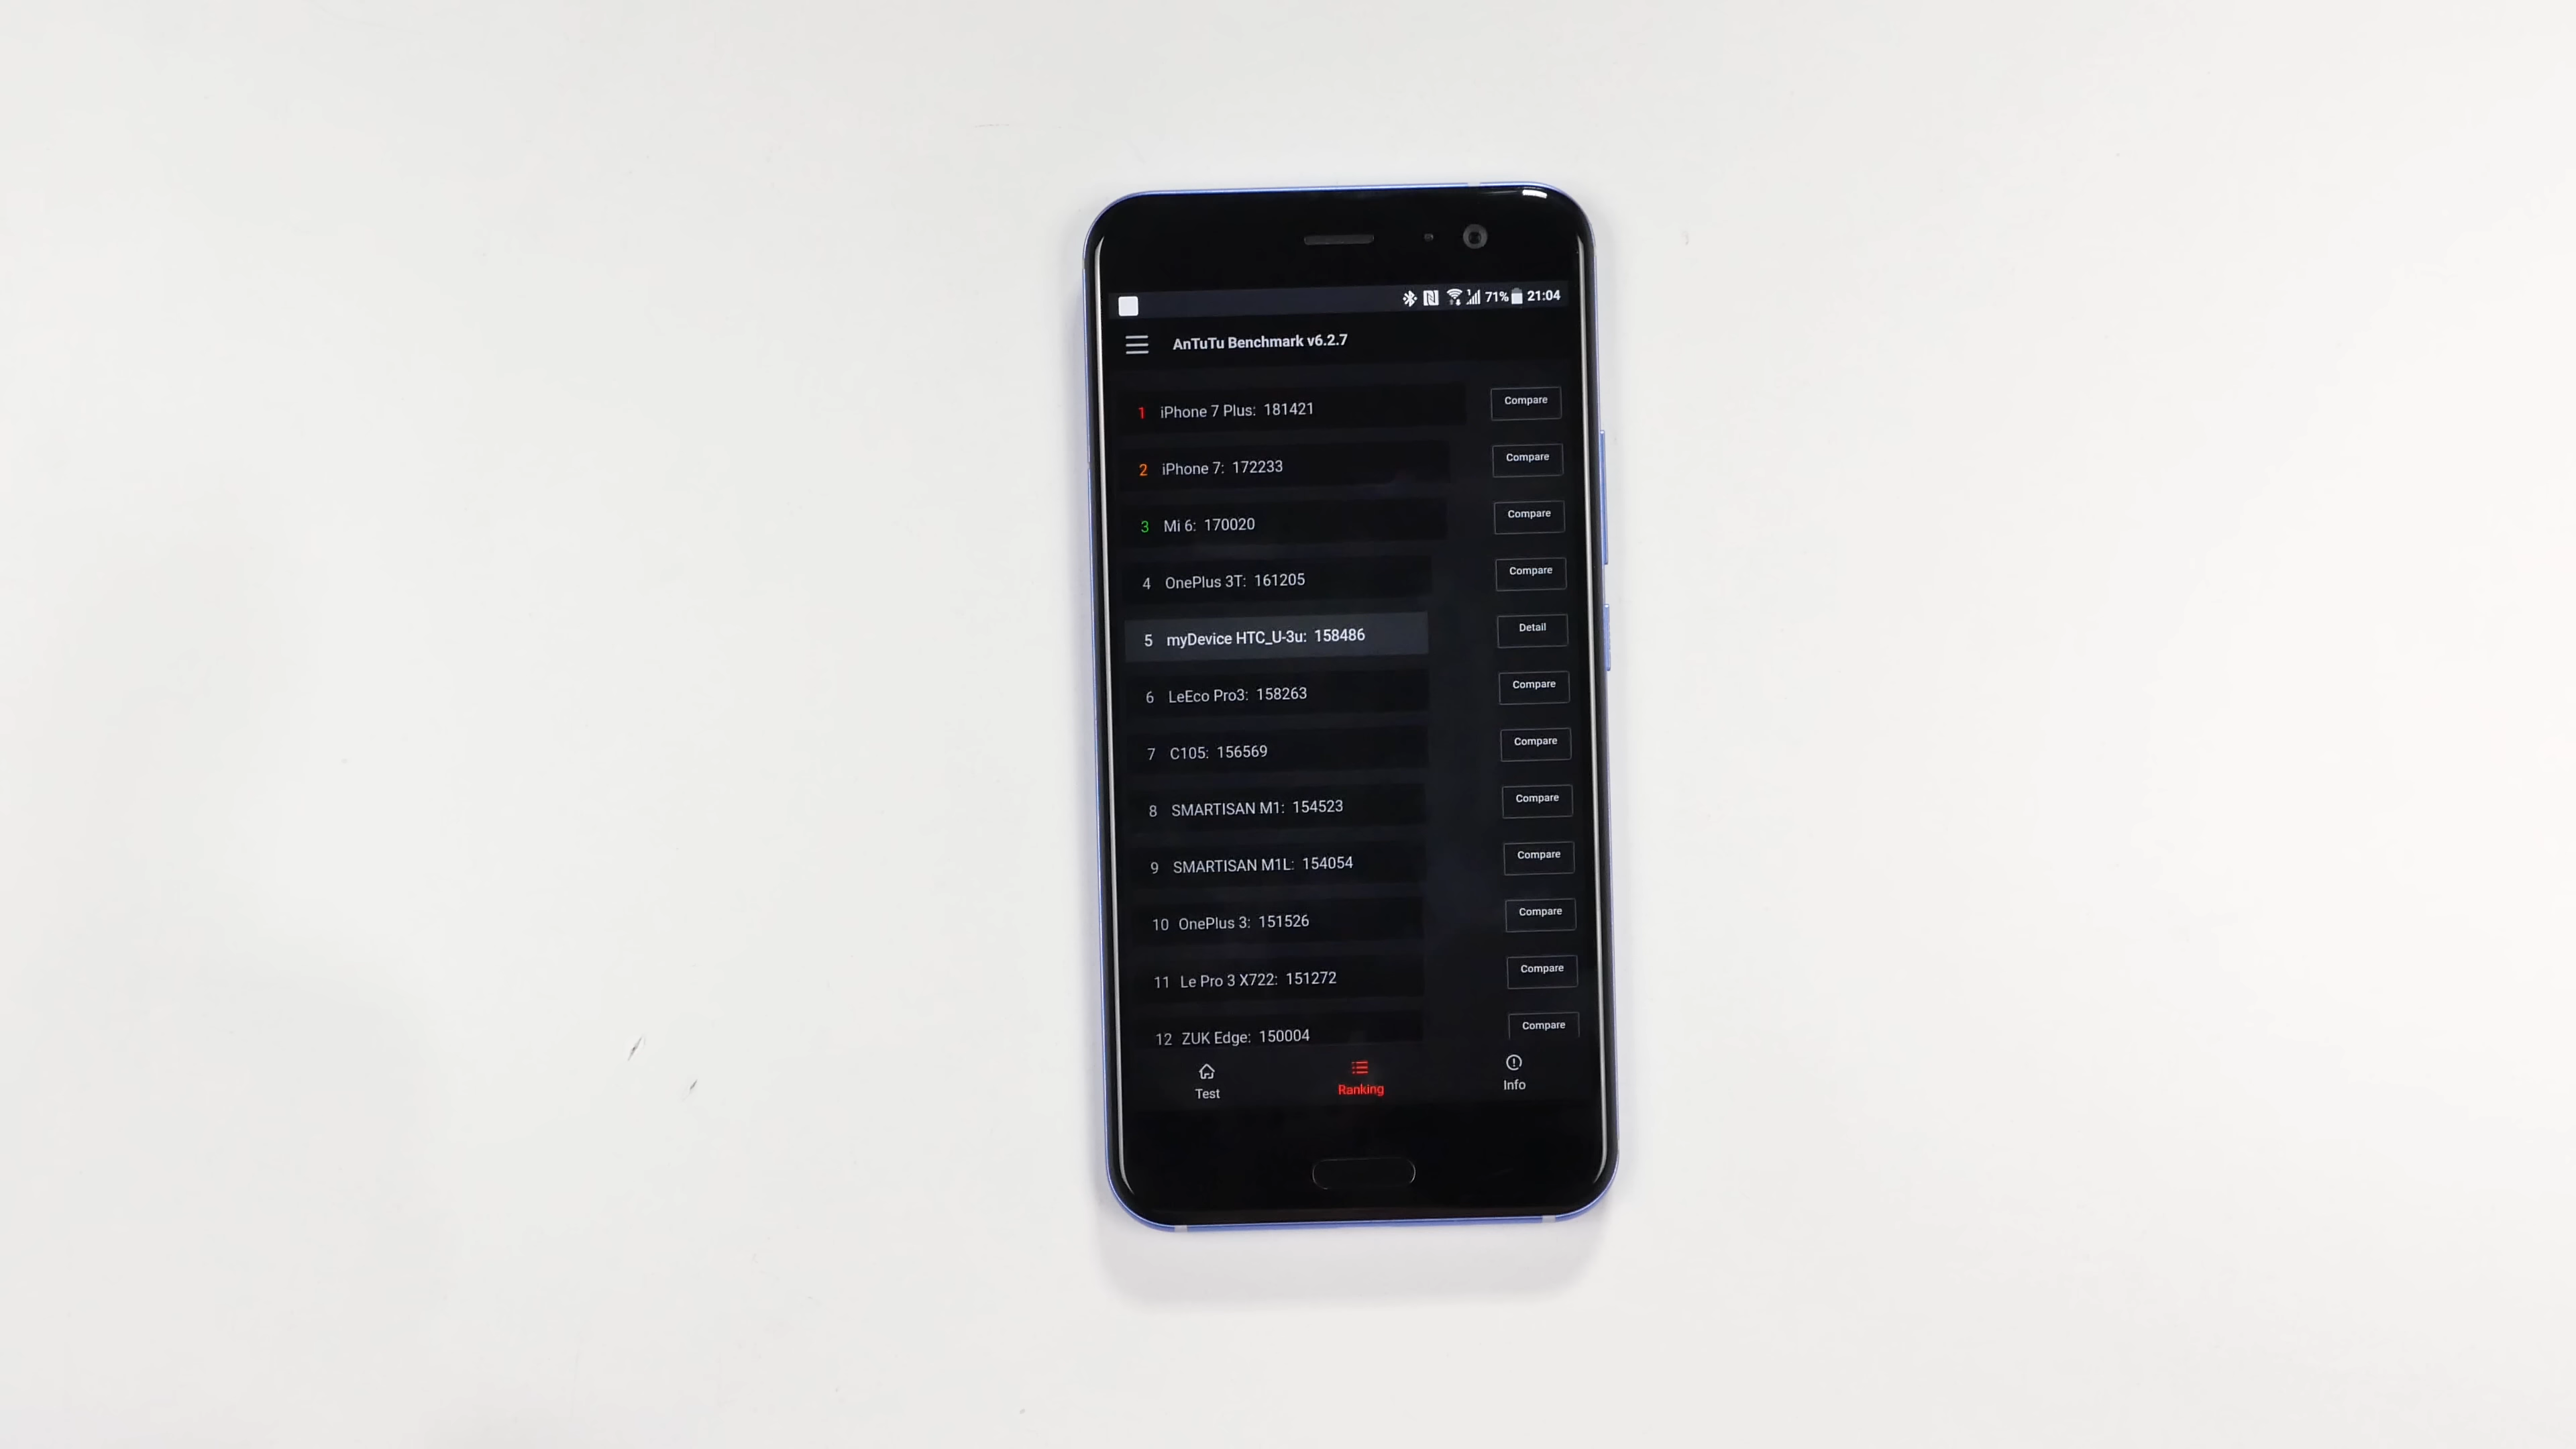 71% 21:04
AnTuTu Benchmark v6.2.7
1 iPhone 7 Plus: 181421 Compare
2 iPhone 7: 172233 Compare
3 Mi 6: 170020 Compare
4 OnePlus 3T: 161205 Compare
5 myDevice HTC_U-3u: 158486 Detail
6 LeEco Pro3: 158263 Compare
7 C105: 156569 Compare
8 SMARTISAN M1: 154523 Compare
9 SMARTISAN M1L: 154054 Compare
10 OnePlus 3: 151526 Compare
11 Le Pro 3 X722: 151272 Compare
12 ZUK Edge: 150004 Compare
Test Ranking Info